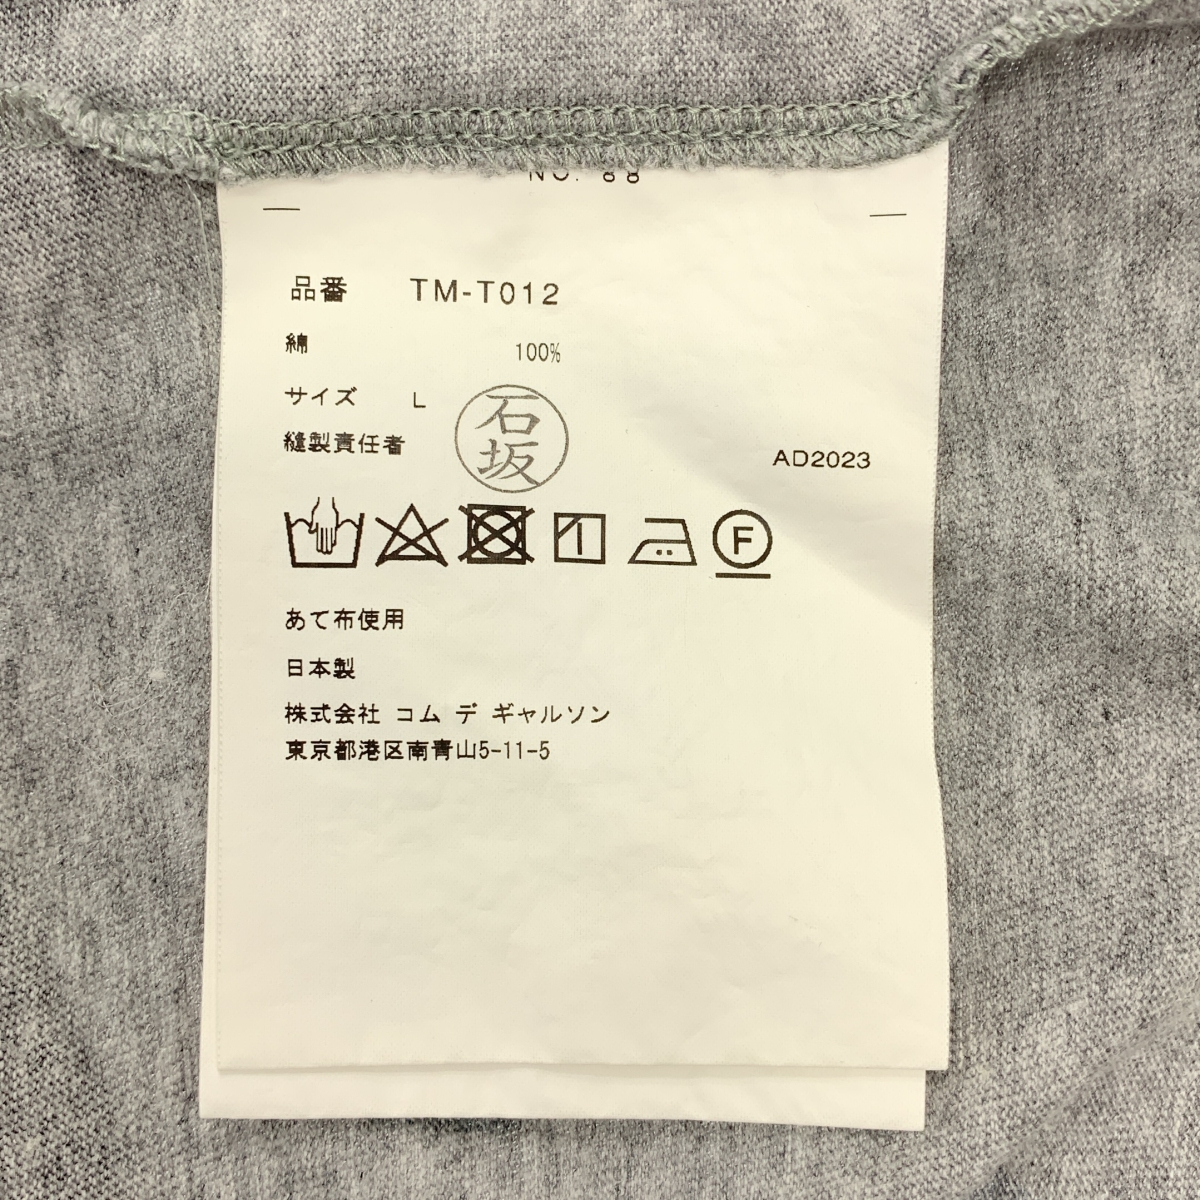 NO. 88
品番 TM-T012
綿 100%
サイズ L
縫製責任者 石坂
AD2023
F
あて布使用
日本製
株式会社 コム デ ギャルソン
東京都港区南青山5-11-5